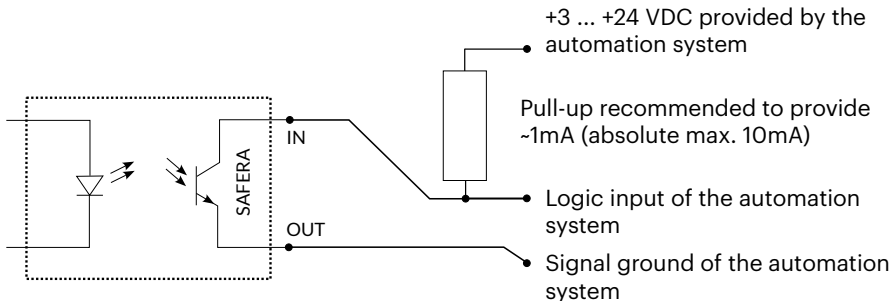 +3 ... +24 VDC provided by the
automation system
Pull-up recommended to provide
~1mA (absolute max. 10mA)
IN
SAFERA
Logic input of the automation
system
OUT
Signal ground of the automation
system